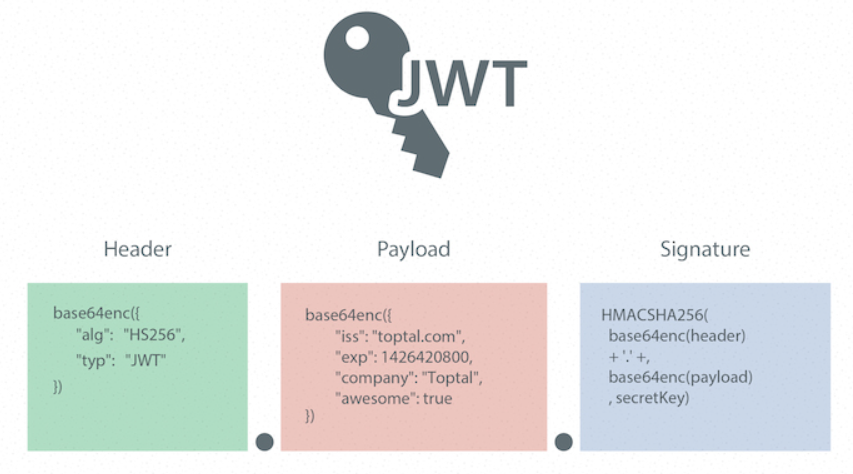 JWT
Header
Payload
Signature
base64enc({
"alg": "HS256",
"typ": "JWT"
})
base64enc({
"iss": "toptal.com",
"exp": 1426420800,
"company": "Toptal",
"awesome": true
})
HMACSHA256(
base64enc(header)
+ '.' +,
base64enc(payload)
, secretKey)